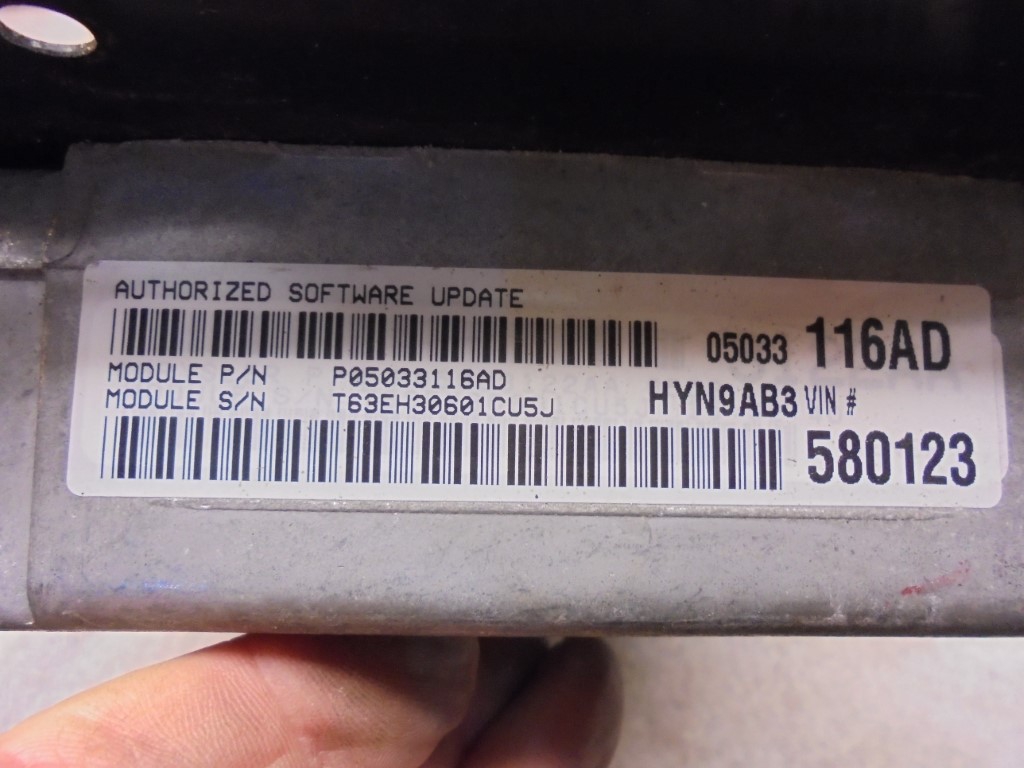 AUTHORIZED SOFTWARE UPDATE
05033 116AD
MODULE P/N P05033116AD
MODULE S/N T63EH30601CU5J
HYN9AB3 VIN #
580123